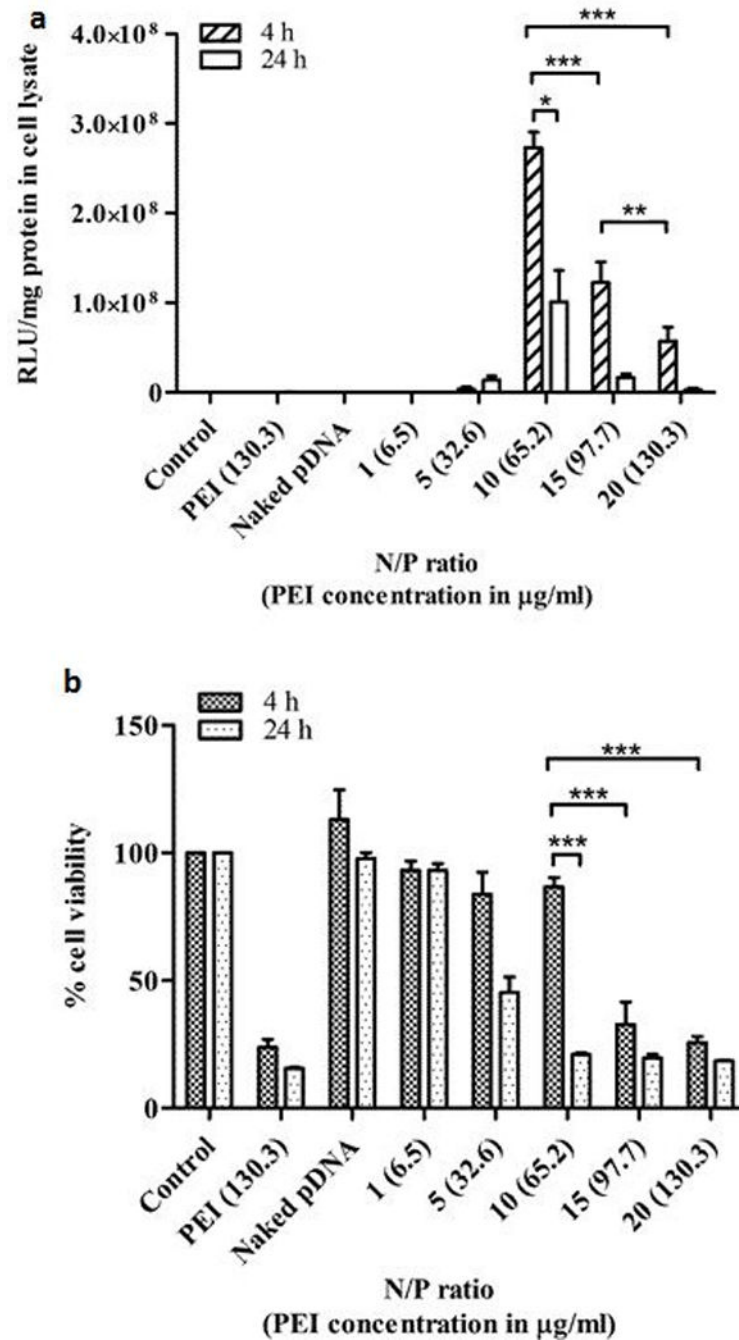 a
4 h
24 h
4.0×10⁸
3.0×10⁸
2.0×10⁸
1.0×10⁸
0
RLU/mg protein in cell lysate
***
***
*
**
Control
PEI (130.3)
Naked pDNA
1 (6.5)
5 (32.6)
10 (65.2)
15 (97.7)
20 (130.3)
N/P ratio
(PEI concentration in μg/ml)
b
4 h
24 h
150
100
50
0
% cell viability
***
***
***
Control
PEI (130.3)
Naked pDNA
1 (6.5)
5 (32.6)
10 (65.2)
15 (97.7)
20 (130.3)
N/P ratio
(PEI concentration in μg/ml)